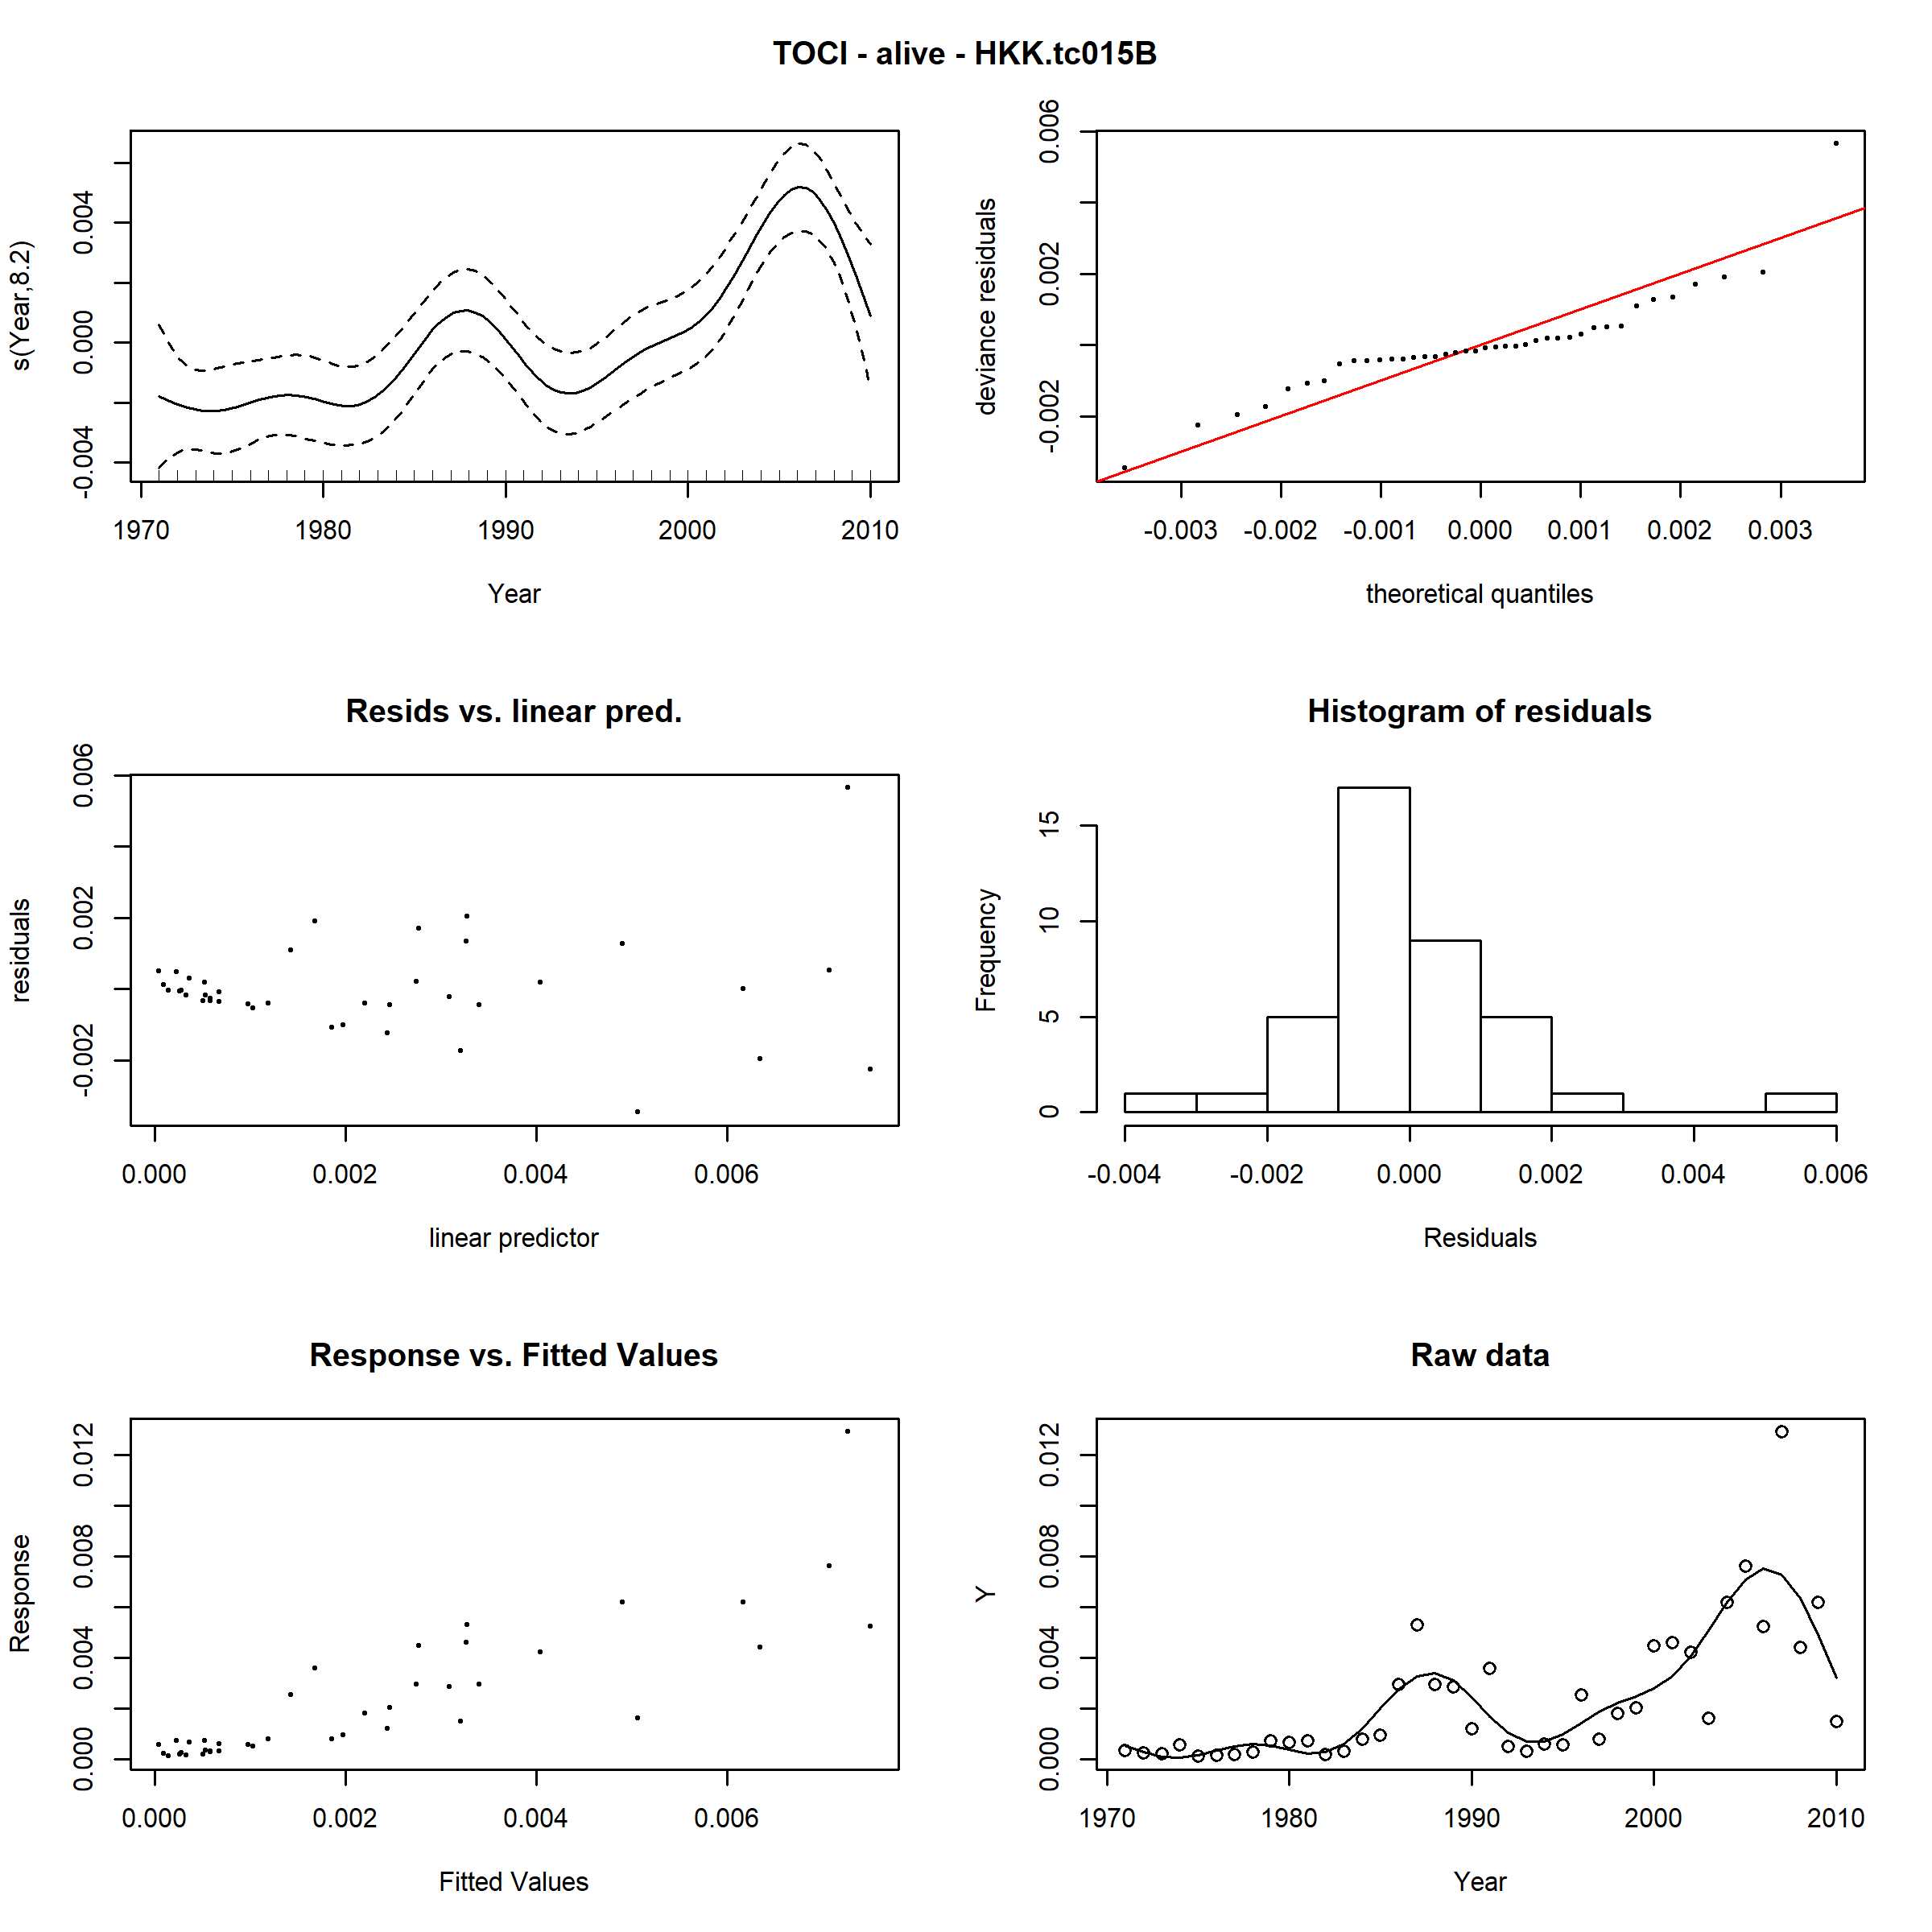 TOCI - alive - HKK.tc015B
s(Year,8.2)
-0.004 0.000 0.004
1970 1980 1990 2000 2010
Year
deviance residuals
-0.002 0.002 0.006
-0.003 -0.002 -0.001 0.000 0.001 0.002 0.003
theoretical quantiles
Resids vs. linear pred.
residuals
-0.002 0.002 0.006
0.000 0.002 0.004 0.006
linear predictor
Histogram of residuals
Frequency
0 5 10 15
-0.004 -0.002 0.000 0.002 0.004 0.006
Residuals
Response vs. Fitted Values
Response
0.000 0.004 0.008 0.012
0.000 0.002 0.004 0.006
Fitted Values
Raw data
Y
0.000 0.004 0.008 0.012
1970 1980 1990 2000 2010
Year